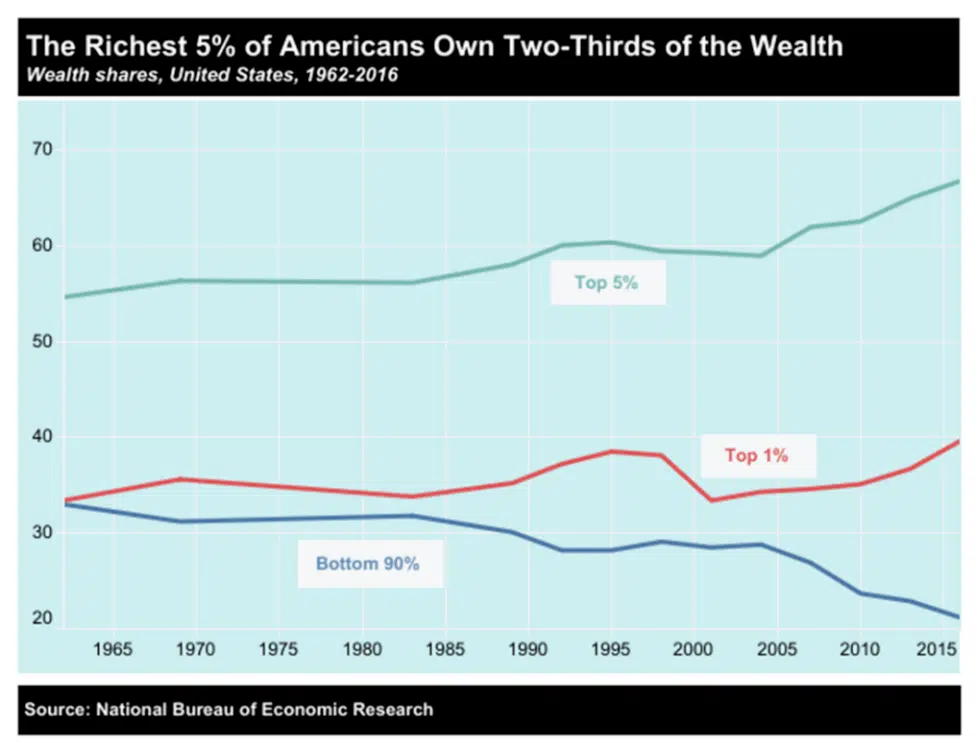 The Richest 5% of Americans Own Two-Thirds of the Wealth
Wealth shares, United States, 1962-2016
70
60
Top 5%
50
40
Top 1%
30
Bottom 90%
20
1965 1970 1975 1980 1985 1990 1995 2000 2005 2010 2015
Source: National Bureau of Economic Research